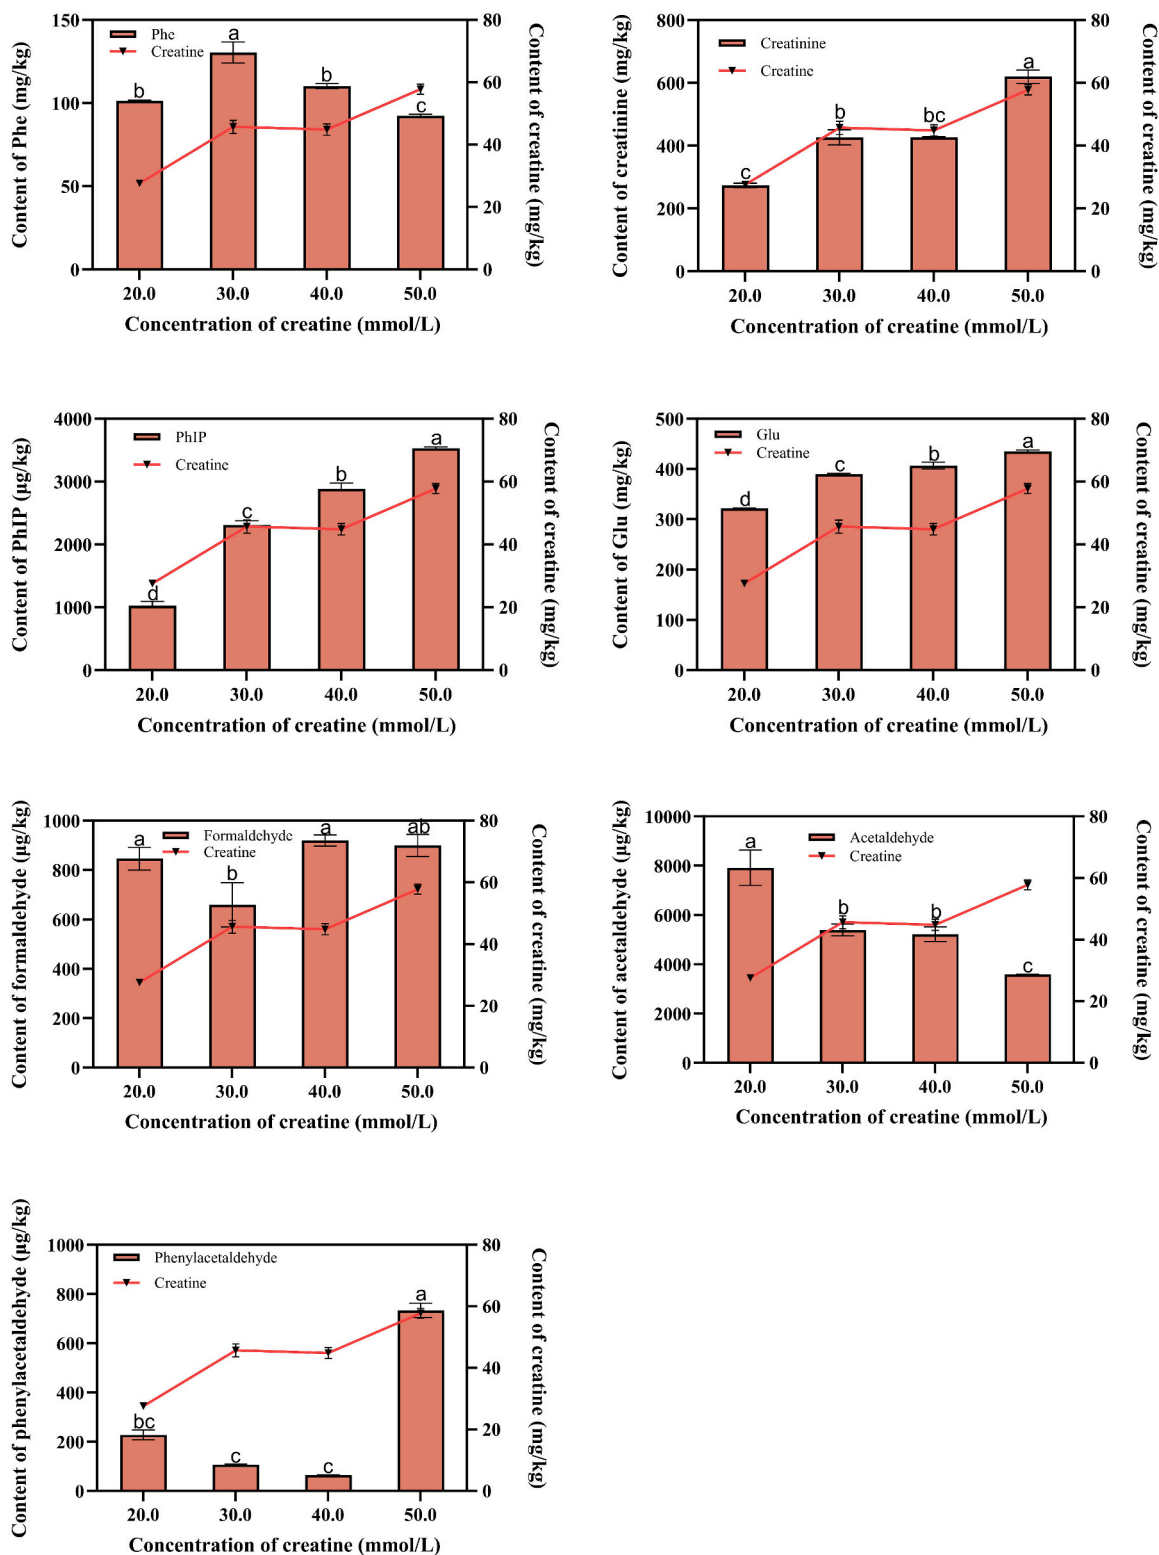 Content of Phe (mg/kg)
150
100
50
0
Phe
Creatine
b
a
b
c
80
60
40
20
0
Content of creatine (mg/kg)
20.0 30.0 40.0 50.0
Concentration of creatine (mmol/L)
Content of creatinine (mg/kg)
800
600
400
200
0
Creatinine
Creatine
c
b
bc
a
80
60
40
20
0
Content of creatine (mg/kg)
20.0 30.0 40.0 50.0
Concentration of creatine (mmol/L)
Content of PhIP (μg/kg)
4000
3000
2000
1000
0
PhIP
Creatine
d
c
b
a
80
60
40
20
0
Content of creatine (mg/kg)
20.0 30.0 40.0 50.0
Concentration of creatine (mmol/L)
Content of Glu (mg/kg)
500
400
300
200
100
0
Glu
Creatine
d
c
b
a
80
60
40
20
0
Content of creatine (mg/kg)
20.0 30.0 40.0 50.0
Concentration of creatine (mmol/L)
Content of formaldehyde (μg/kg)
1000
800
600
400
200
0
Formaldehyde
Creatine
a
b
a
ab
80
60
40
20
0
Content of creatine (mg/kg)
20.0 30.0 40.0 50.0
Concentration of creatine (mmol/L)
Content of acetaldehyde (μg/kg)
10000
8000
6000
4000
2000
0
Acetaldehyde
Creatine
a
b
b
c
80
60
40
20
0
Content of creatine (mg/kg)
20.0 30.0 40.0 50.0
Concentration of creatine (mmol/L)
Content of phenylacetaldehyde (μg/kg)
1000
800
600
400
200
0
Phenylacetaldehyde
Creatine
bc
c
c
a
80
60
40
20
0
Content of creatine (mg/kg)
20.0 30.0 40.0 50.0
Concentration of creatine (mmol/L)